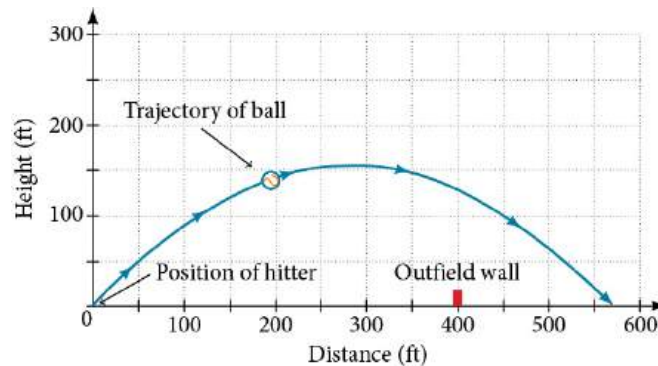 300
200
100
Height (ft)
Trajectory of ball
Position of hitter
Outfield wall
0 100 200 300 400 500 600
Distance (ft)